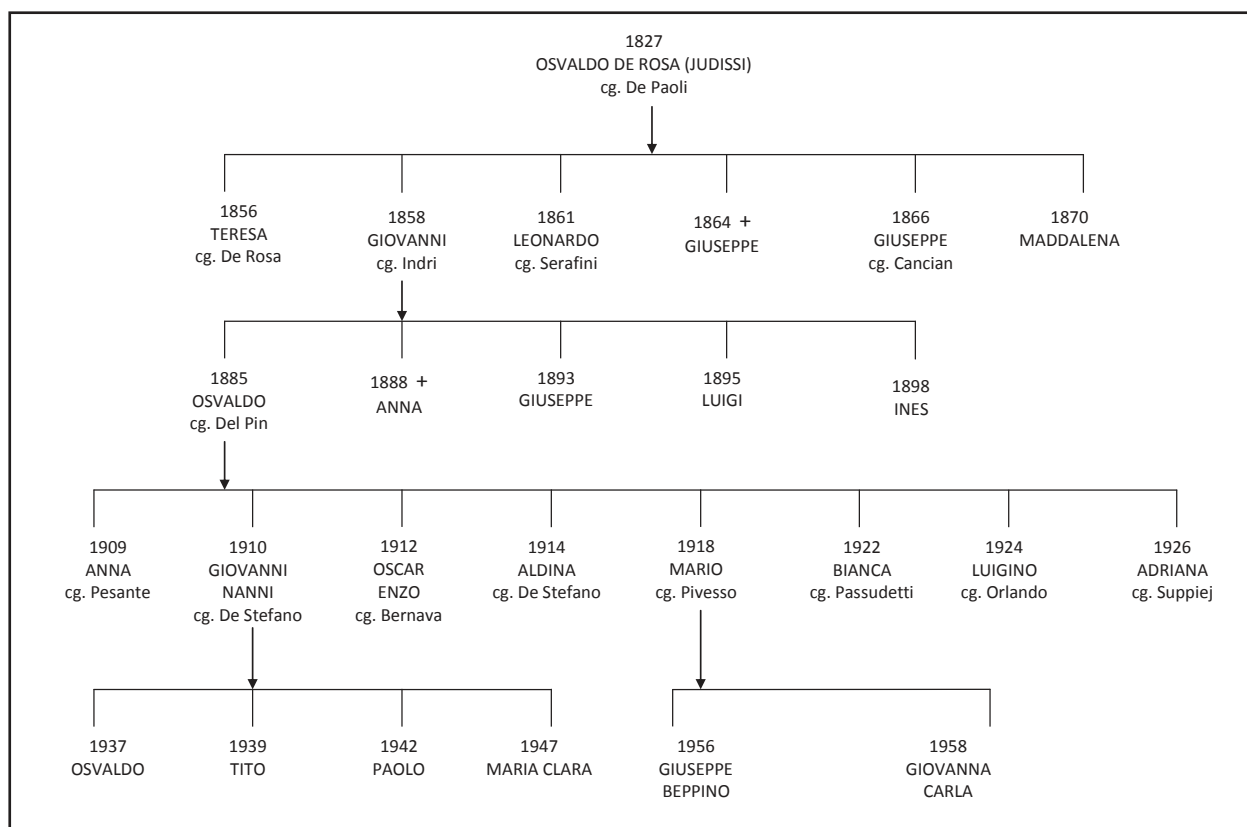 1827
OSVALDO DE ROSA (JUDISSI)
cg. De Paoli
1856
TERESA
cg. De Rosa
1858
GIOVANNI
cg. Indri
1861
LEONARDO
cg. Serafini
1864 +
GIUSEPPE
1866
GIUSEPPE
cg. Cancian
1870
MADDALENA
1885
OSVALDO
cg. Del Pin
1888 +
ANNA
1893
GIUSEPPE
1895
LUIGI
1898
INES
1909
ANNA
cg. Pesante
1910
GIOVANNI
NANNI
cg. De Stefano
1912
OSCAR
ENZO
cg. Bernava
1914
ALDINA
cg. De Stefano
1918
MARIO
cg. Pivesso
1922
BIANCA
cg. Passudetti
1924
LUIGINO
cg. Orlando
1926
ADRIANA
cg. Suppiej
1937
OSVALDO
1939
TITO
1942
PAOLO
1947
MARIA CLARA
1956
GIUSEPPE
BEPPINO
1958
GIOVANNA
CARLA